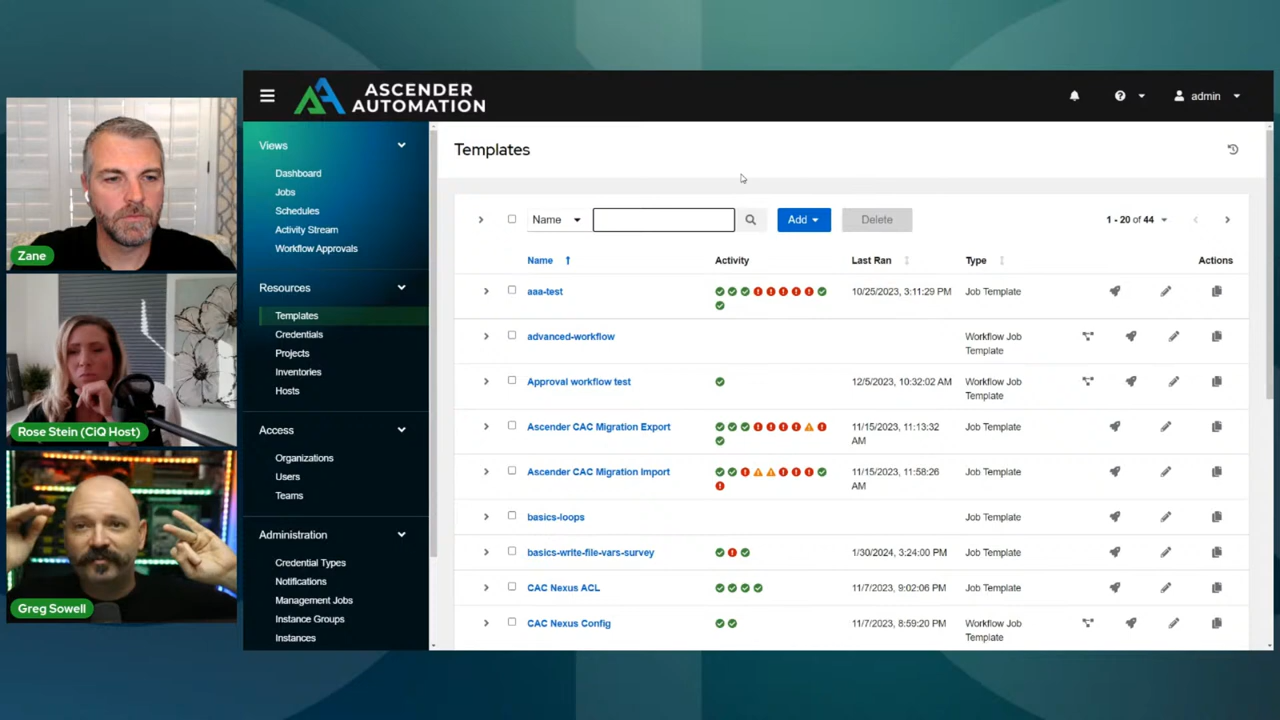 ASCENDER
AUTOMATION
admin
Views
Dashboard
Jobs
Schedules
Activity Stream
Workflow Approvals
Resources
Templates
Credentials
Projects
Inventories
Hosts
Access
Organizations
Users
Teams
Administration
Credential Types
Notifications
Management Jobs
Instance Groups
Instances
Templates
Name
Add
Delete
1 - 20 of 44
Name Activity Last Ran Type Actions
aaa-test 10/25/2023, 3:11:29 PM Job Template
advanced-workflow Workflow Job
Template
Approval workflow test 12/5/2023, 10:32:02 AM Workflow Job
Template
Ascender CAC Migration Export 11/15/2023, 11:13:32 Job Template
AM
Ascender CAC Migration Import 11/15/2023, 11:58:26 Job Template
AM
basics-loops Job Template
basics-write-file-vars-survey 1/30/2024, 3:24:00 PM Job Template
CAC Nexus ACL 11/7/2023, 9:02:06 PM Job Template
CAC Nexus Config 11/7/2023, 8:59:20 PM Workflow Job
Template
Zane
Rose Stein (CiQ Host)
Greg Sowell